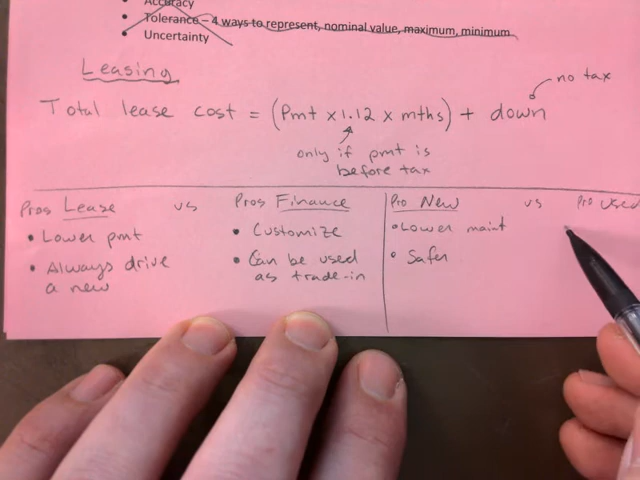 Accuracy
Tolerance – 4 ways to represent, nominal value, maximum, minimum
Uncertainty
Leasing
no tax
Total lease cost = (Pmt x 1.12 x mths) + down
only if pmt is
before tax
Pros Lease vs Pros Finance
• Lower pmt
• Always drive
a new
• Customize
• Can be used
as trade-in
Pro New vs Pro Used
• Lower maint
• Safer